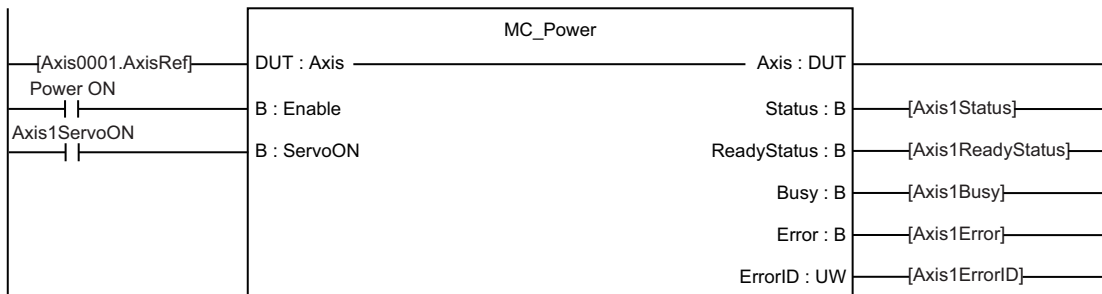 MC_Power
[Axis0001.AxisRef] DUT : Axis Axis : DUT
Power ON
B : Enable Status : B [Axis1Status]
Axis1ServoON
B : ServoON ReadyStatus : B [Axis1ReadyStatus]
Busy : B [Axis1Busy]
Error : B [Axis1Error]
ErrorID : UW [Axis1ErrorID]